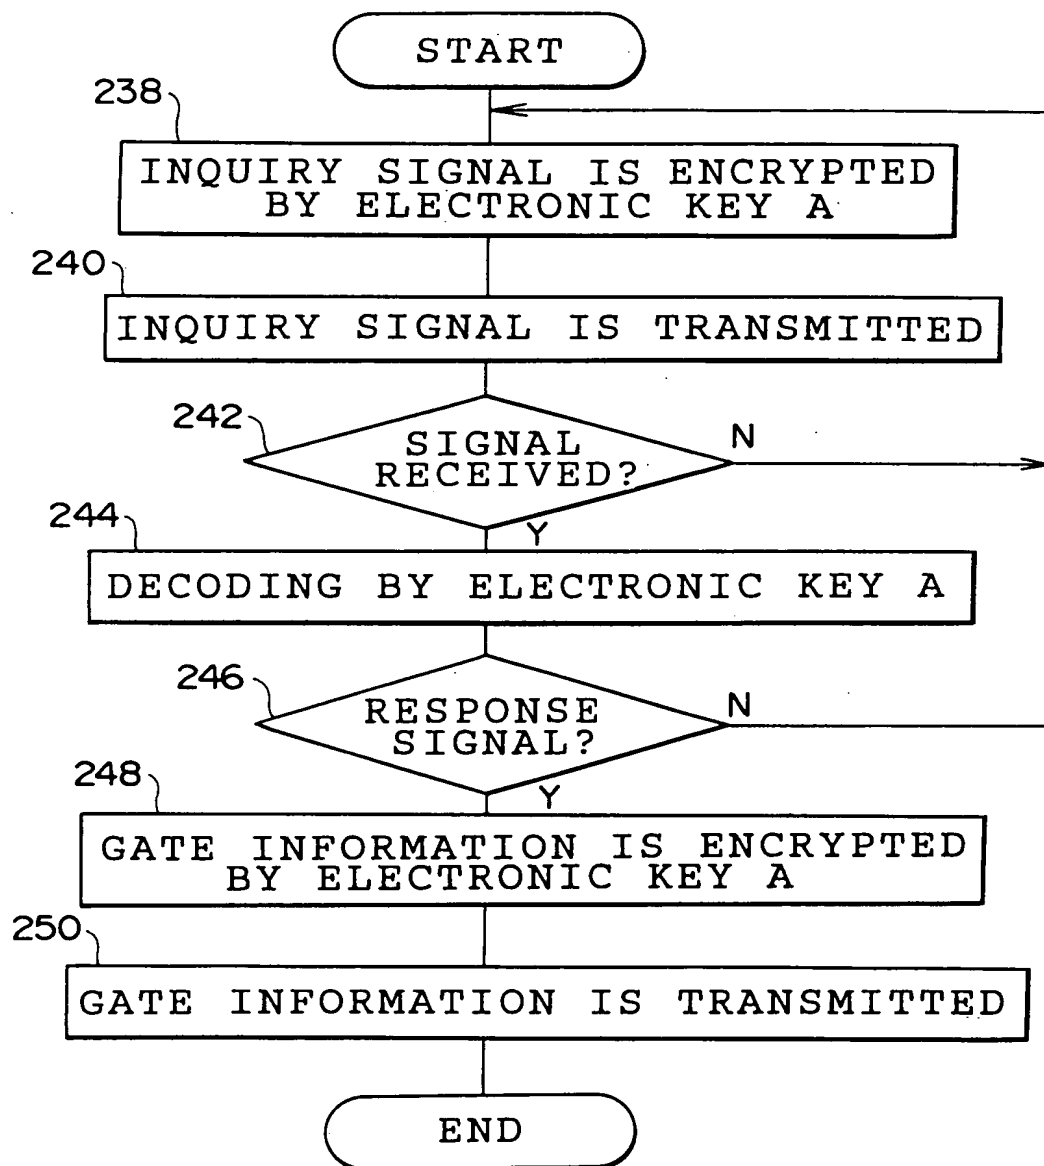 START
238
INQUIRY SIGNAL IS ENCRYPTED
BY ELECTRONIC KEY A
240
INQUIRY SIGNAL IS TRANSMITTED
242
SIGNAL
RECEIVED?
N
Y
244
DECODING BY ELECTRONIC KEY A
246
RESPONSE
SIGNAL?
N
Y
248
GATE INFORMATION IS ENCRYPTED
BY ELECTRONIC KEY A
250
GATE INFORMATION IS TRANSMITTED
END